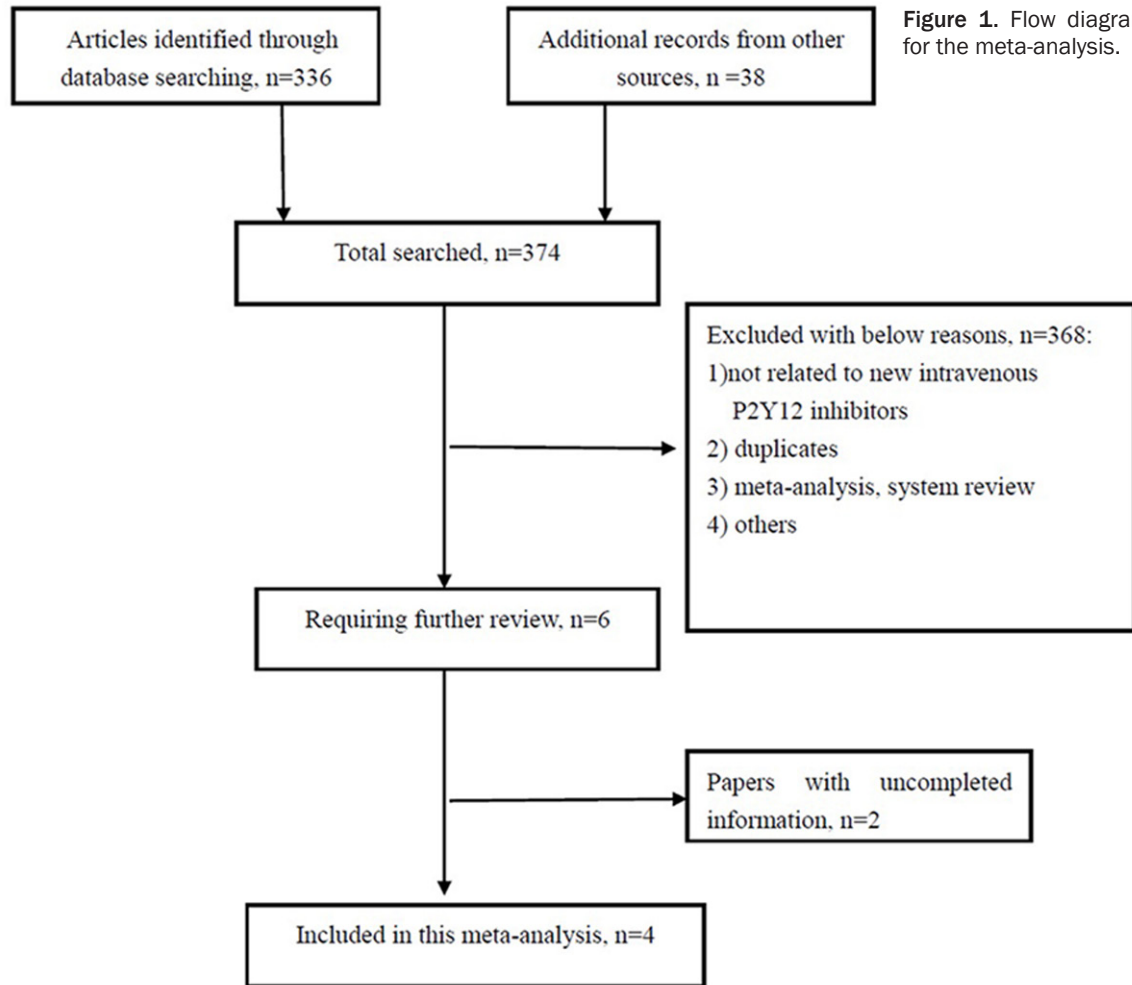 Articles identified through
database searching, n=336
Additional records from other
sources, n =38
Figure 1. Flow diagra
for the meta-analysis.
Total searched, n=374
Excluded with below reasons, n=368:
1)not related to new intravenous
P2Y12 inhibitors
2) duplicates
3) meta-analysis, system review
4) others
Requiring further review, n=6
Papers with uncompleted
information, n=2
Included in this meta-analysis, n=4